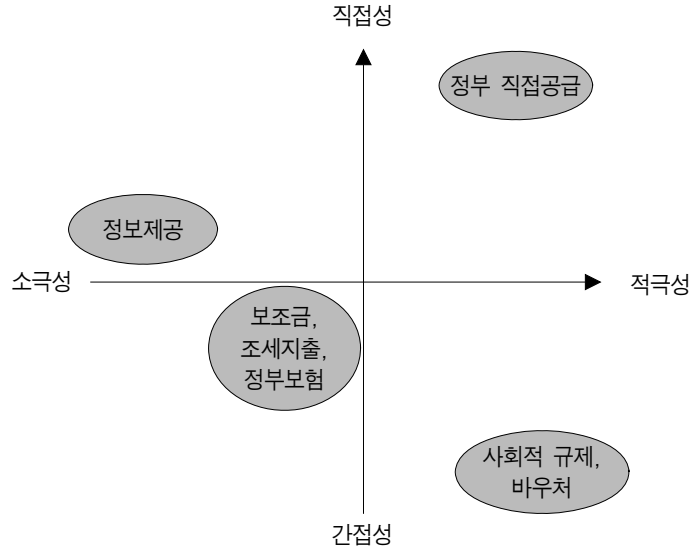 직접성
정부 직접공급
정보제공
소극성
적극성
보조금,
조세지출,
정부보험
사회적 규제,
바우처
간접성